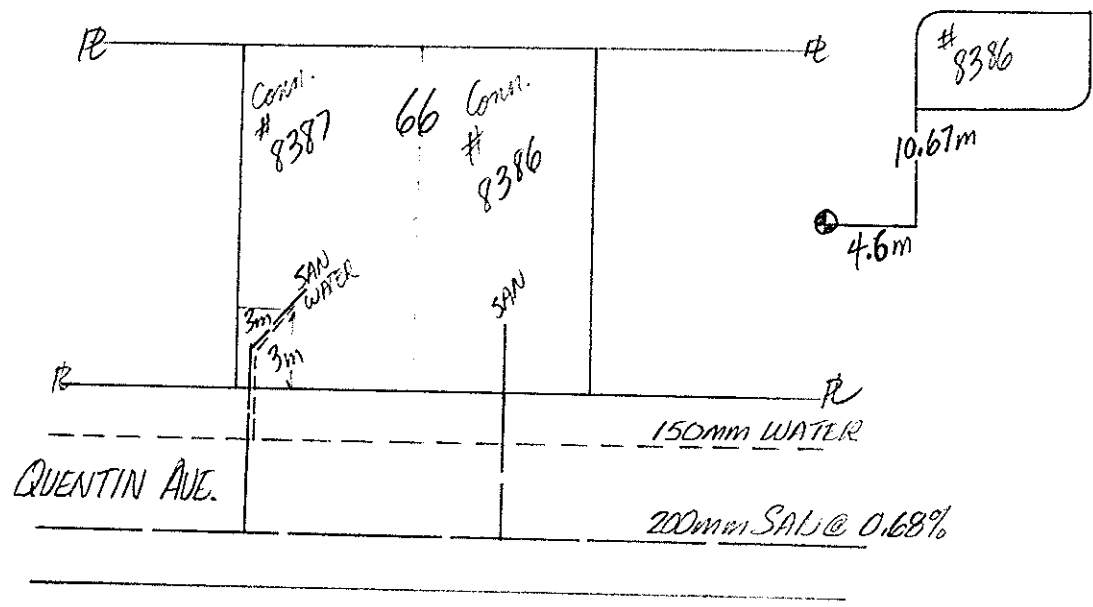 PL
PL
#
8386
Conn.
#
8387
66
Conn.
#
8386
10.67m
4.6m
SAN
WATER
SAN
3m
3m
PL
PL
150mm WATER
QUENTIN AVE.
200mm SAN @ 0.68%